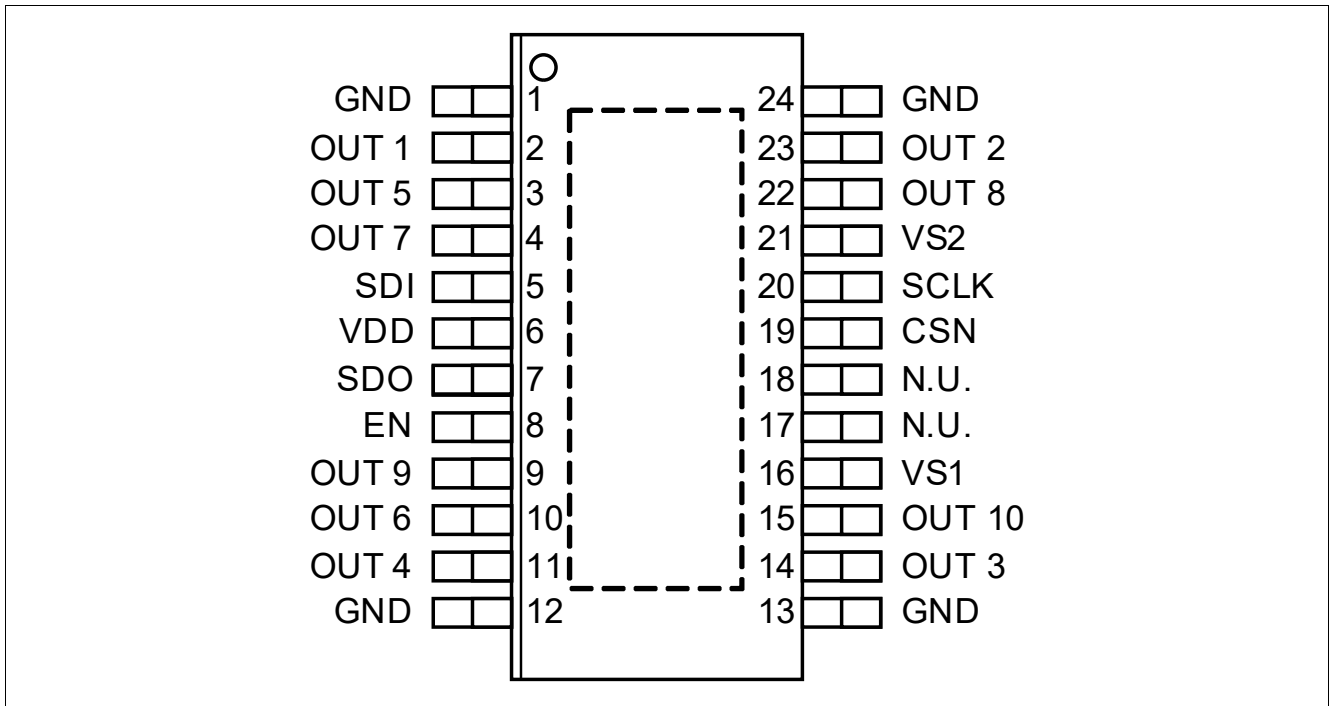 GND 1 24 GND
OUT 1 2 23 OUT 2
OUT 5 3 22 OUT 8
OUT 7 4 21 VS2
SDI 5 20 SCLK
VDD 6 19 CSN
SDO 7 18 N.U.
EN 8 17 N.U.
OUT 9 9 16 VS1
OUT 6 10 15 OUT 10
OUT 4 11 14 OUT 3
GND 12 13 GND